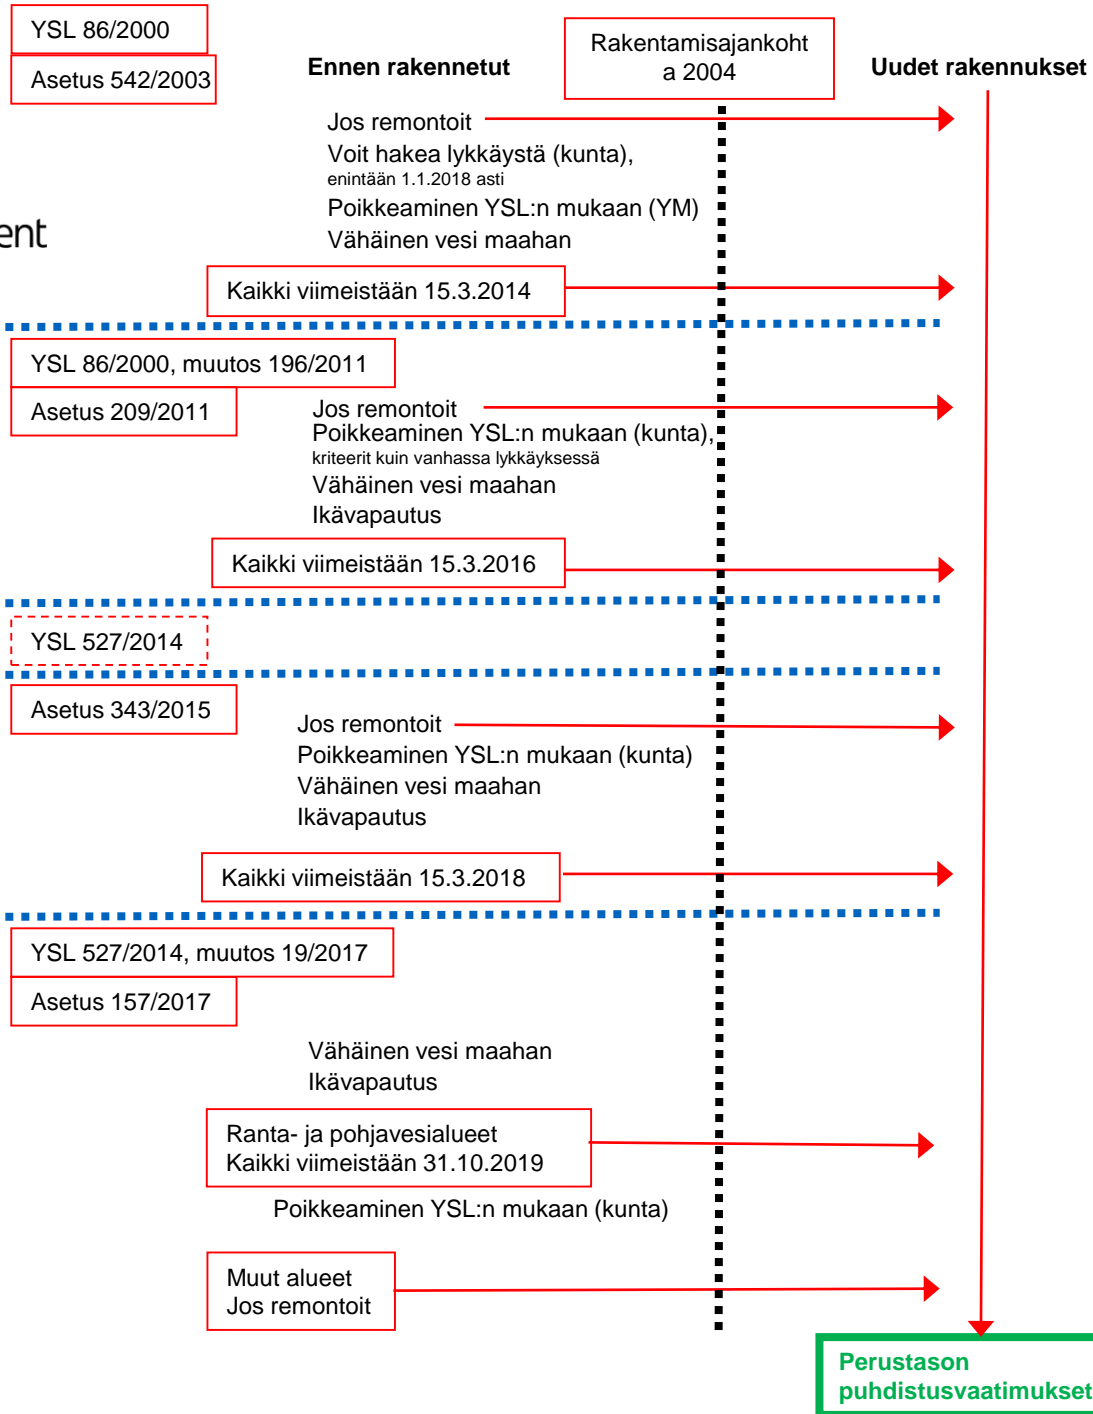 YSL 86/2000
Asetus 542/2003
Ennen rakennetut
Rakentamisajankoht
a 2004
Uudet rakennukset
Jos remontoit
Voit hakea lykkäystä (kunta),
enintään 1.1.2018 asti
Poikkeaminen YSL:n mukaan (YM)
Vähäinen vesi maahan
ent
Kaikki viimeistään 15.3.2014
YSL 86/2000, muutos 196/2011
Asetus 209/2011
Jos remontoit
Poikkeaminen YSL:n mukaan (kunta),
kriteerit kuin vanhassa lykkäyksessä
Vähäinen vesi maahan
Ikävapautus
Kaikki viimeistään 15.3.2016
YSL 527/2014
Asetus 343/2015
Jos remontoit
Poikkeaminen YSL:n mukaan (kunta)
Vähäinen vesi maahan
Ikävapautus
Kaikki viimeistään 15.3.2018
YSL 527/2014, muutos 19/2017
Asetus 157/2017
Vähäinen vesi maahan
Ikävapautus
Ranta- ja pohjavesialueet
Kaikki viimeistään 31.10.2019
Poikkeaminen YSL:n mukaan (kunta)
Muut alueet
Jos remontoit
Perustason
puhdistusvaatimukset